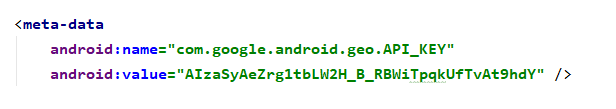 <meta-data
android:name="com.google.android.geo.API_KEY"
android:value="AIzaSyAeZrg1tbLW2H_B_RBWiTpqkUfTvAt9hdY" />